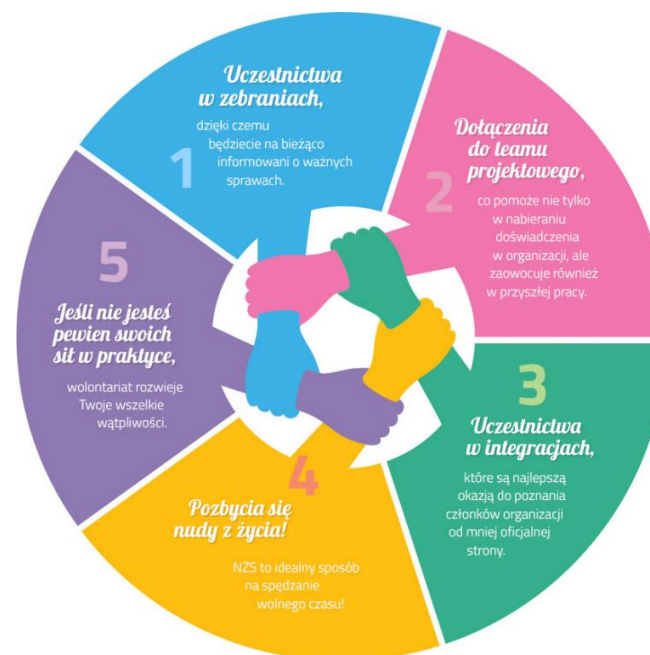 1
Uczestnictwa
w zebraniach,
dzięki czemu
będziecie na bieżąco
informowani o ważnych
sprawach.
2
Dołączenia
do teamu
projektowego,
co pomoże nie tylko
w nabieraniu
doświadczenia
w organizacji, ale
zaowocuje również
w przyszłej pracy.
3
Uczestnictwa
w integracjach,
które są najlepszą
okazją do poznania
członków organizacji
od mniej oficjalnej
strony.
4
Pozbycia się
nudy z życia!
NZS to idealny sposób
na spędzanie
wolnego czasu!
5
Jeśli nie jesteś
pewien swoich
sił w praktyce,
wolontariat rozwieje
Twoje wszelkie
wątpliwości.